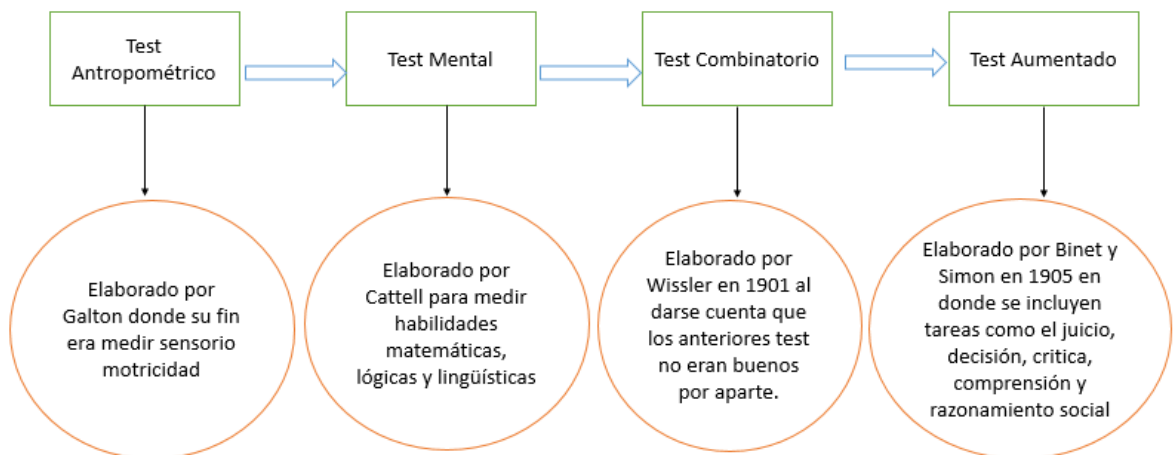 Test
Antropométrico
Test Mental
Test Combinatorio
Test Aumentado
Elaborado por
Galton donde su fin
era medir sensorio
motricidad
Elaborado por
Cattell para medir
habilidades
matemáticas,
lógicas y lingüísticas
Elaborado por
Wissler en 1901 al
darse cuenta que
los anteriores test
no eran buenos
por aparte.
Elaborado por Binet y
Simon en 1905 en
donde se incluyen
tareas como el juicio,
decisión, critica,
comprensión y
razonamiento social